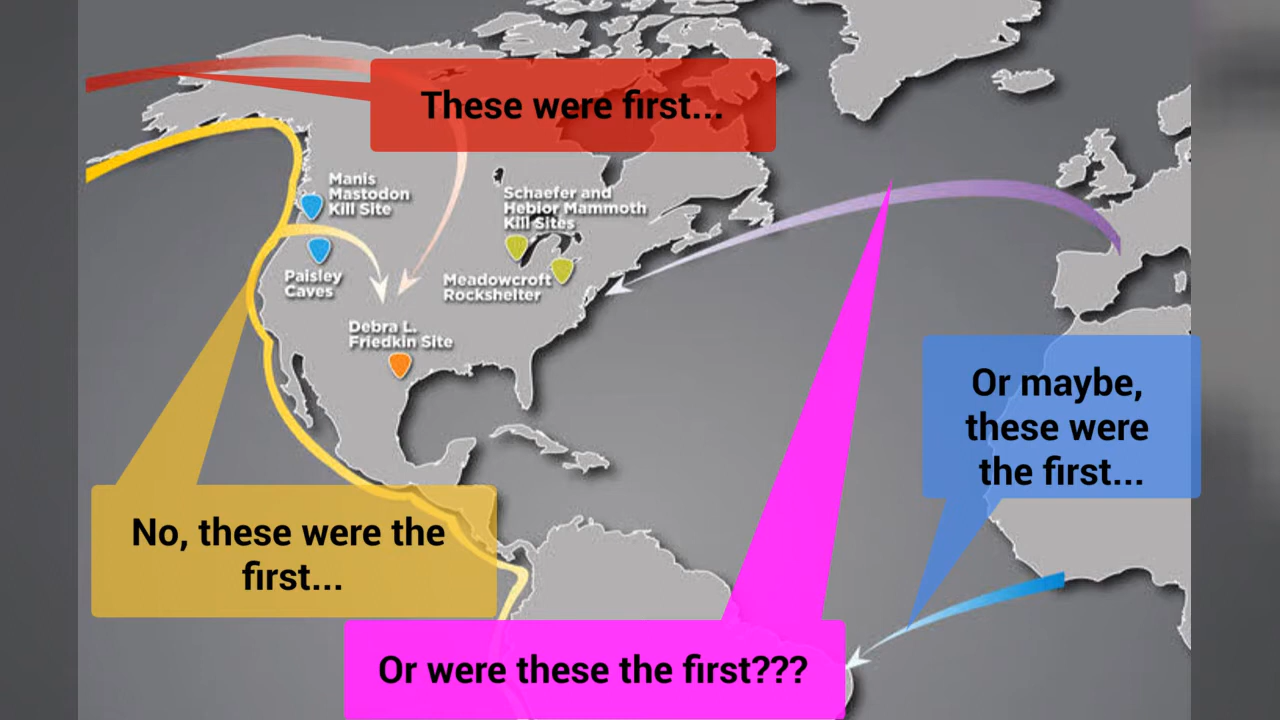 These were first...
Manis
Mastodon
Kill Site
Schaefer and
Hebior Mammoth
Kill Sites
Paisley
Caves
Meadowcroft
Rockshelter
Debra L.
Friedkin Site
Or maybe,
these were
the first...
No, these were the
first...
Or were these the first???